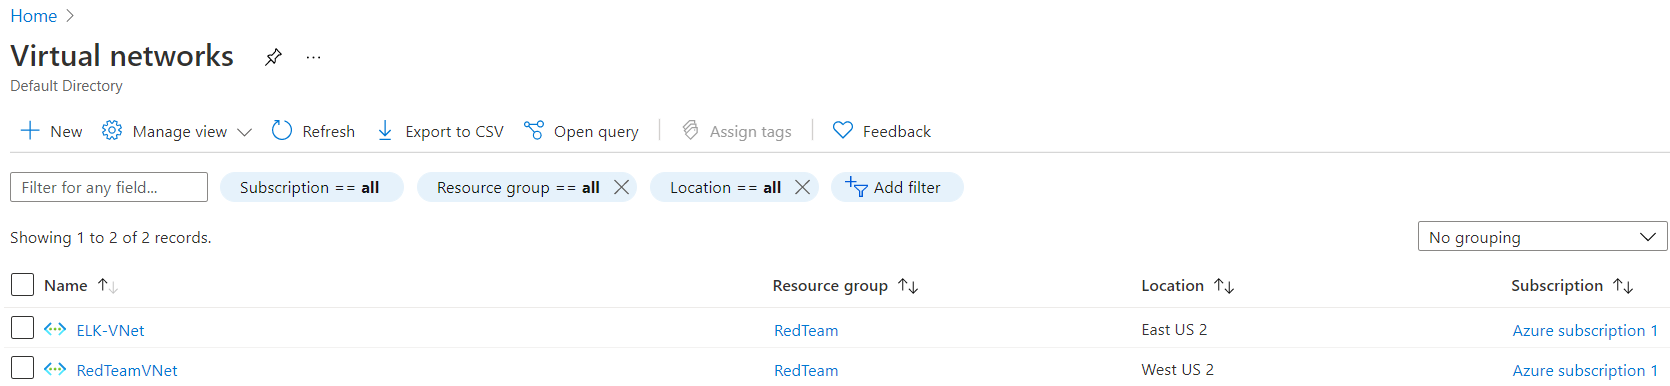 Home
Virtual networks
Default Directory
New Manage view Refresh Export to CSV Open query Assign tags Feedback
Filter for any field... Subscription == all Resource group == all Location == all Add filter
Showing 1 to 2 of 2 records. No grouping
Name Resource group Location Subscription
ELK-VNet RedTeam East US 2 Azure subscription 1
RedTeamVNet RedTeam West US 2 Azure subscription 1